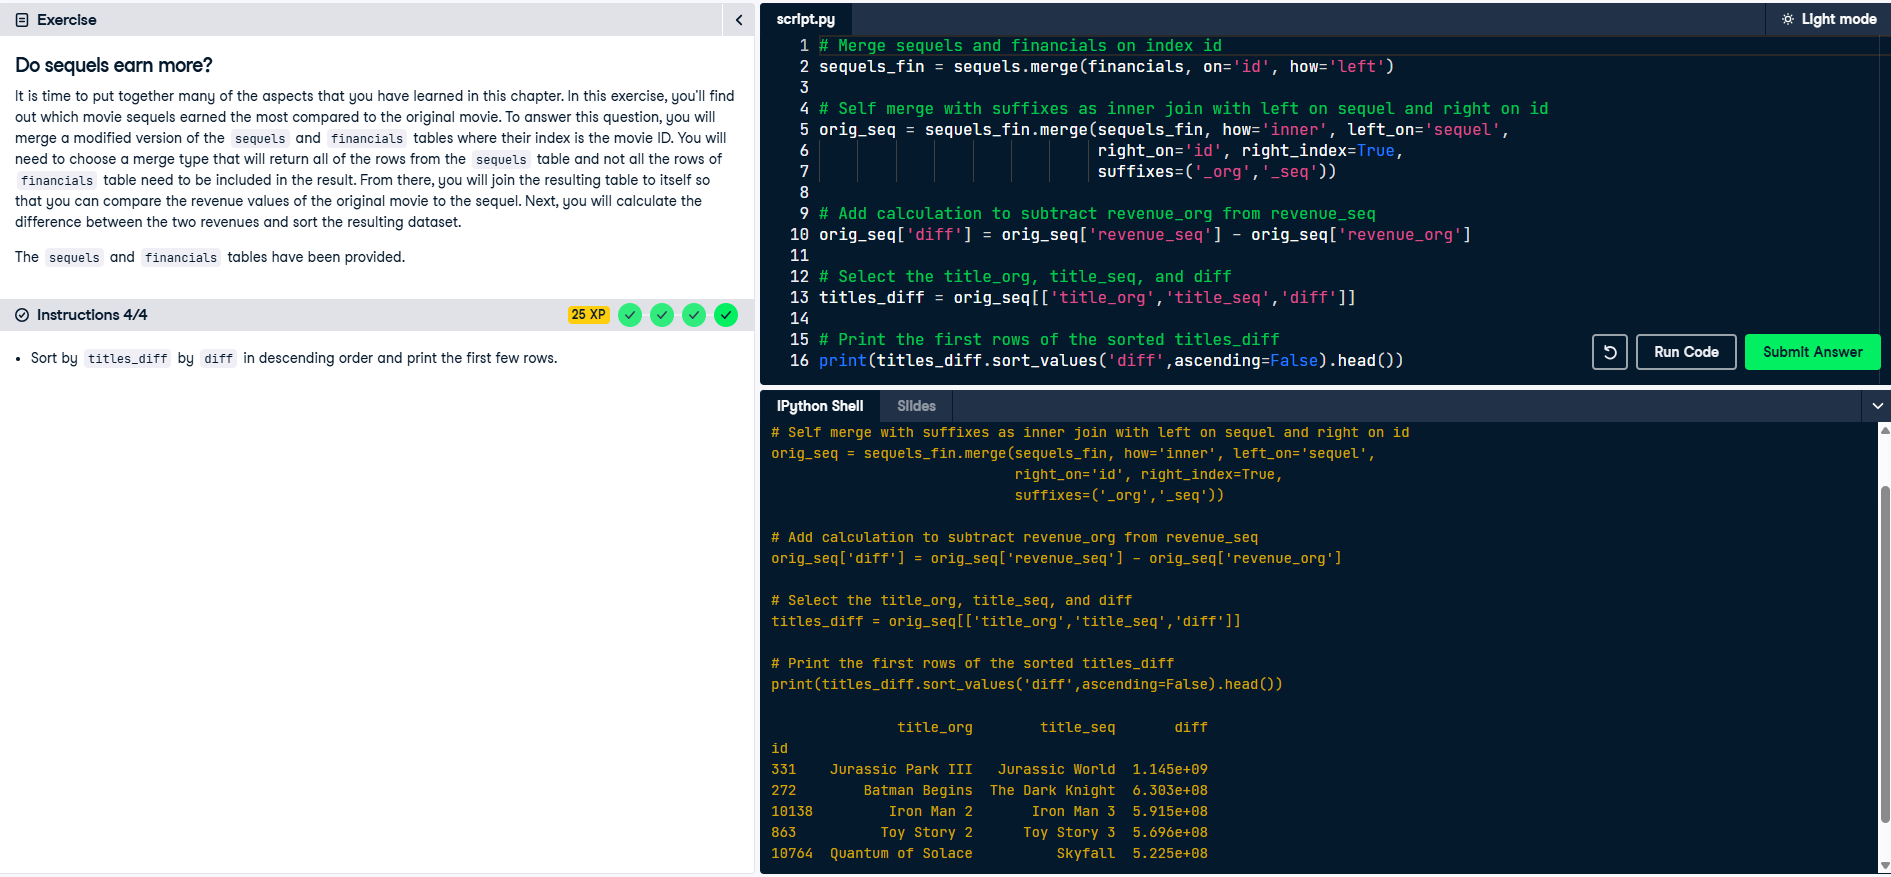 Exercise
Do sequels earn more?
It is time to put together many of the aspects that you have learned in this chapter. In this exercise, you'll find
out which movie sequels earned the most compared to the original movie. To answer this question, you will
merge a modified version of the sequels and financials tables where their index is the movie ID. You will
need to choose a merge type that will return all of the rows from the sequels table and not all the rows of
financials table need to be included in the result. From there, you will join the resulting table to itself so
that you can compare the revenue values of the original movie to the sequel. Next, you will calculate the
difference between the two revenues and sort the resulting dataset.
The sequels and financials tables have been provided.
Instructions 4/4
25 XP
• Sort by titles_diff by diff in descending order and print the first few rows.
script.py
Light mode
1 # Merge sequels and financials on index id
2 sequels_fin = sequels.merge(financials, on='id', how='left')
3
4 # Self merge with suffixes as inner join with left on sequel and right on id
5 orig_seq = sequels_fin.merge(sequels_fin, how='inner', left_on='sequel',
6                              right_on='id', right_index=True,
7                              suffixes=('_org','_seq'))
8
9 # Add calculation to subtract revenue_org from revenue_seq
10 orig_seq['diff'] = orig_seq['revenue_seq'] - orig_seq['revenue_org']
11
12 # Select the title_org, title_seq, and diff
13 titles_diff = orig_seq[['title_org','title_seq','diff']]
14
15 # Print the first rows of the sorted titles_diff
16 print(titles_diff.sort_values('diff',ascending=False).head())
Run Code
Submit Answer
IPython Shell
Slides
# Self merge with suffixes as inner join with left on sequel and right on id
orig_seq = sequels_fin.merge(sequels_fin, how='inner', left_on='sequel',
                             right_on='id', right_index=True,
                             suffixes=('_org','_seq'))
# Add calculation to subtract revenue_org from revenue_seq
orig_seq['diff'] = orig_seq['revenue_seq'] - orig_seq['revenue_org']
# Select the title_org, title_seq, and diff
titles_diff = orig_seq[['title_org','title_seq','diff']]
# Print the first rows of the sorted titles_diff
print(titles_diff.sort_values('diff',ascending=False).head())
               title_org        title_seq       diff
id
331    Jurassic Park III   Jurassic World  1.145e+09
272        Batman Begins  The Dark Knight  6.303e+08
10138         Iron Man 2       Iron Man 3  5.915e+08
863          Toy Story 2      Toy Story 3  5.696e+08
10764  Quantum of Solace          Skyfall  5.225e+08